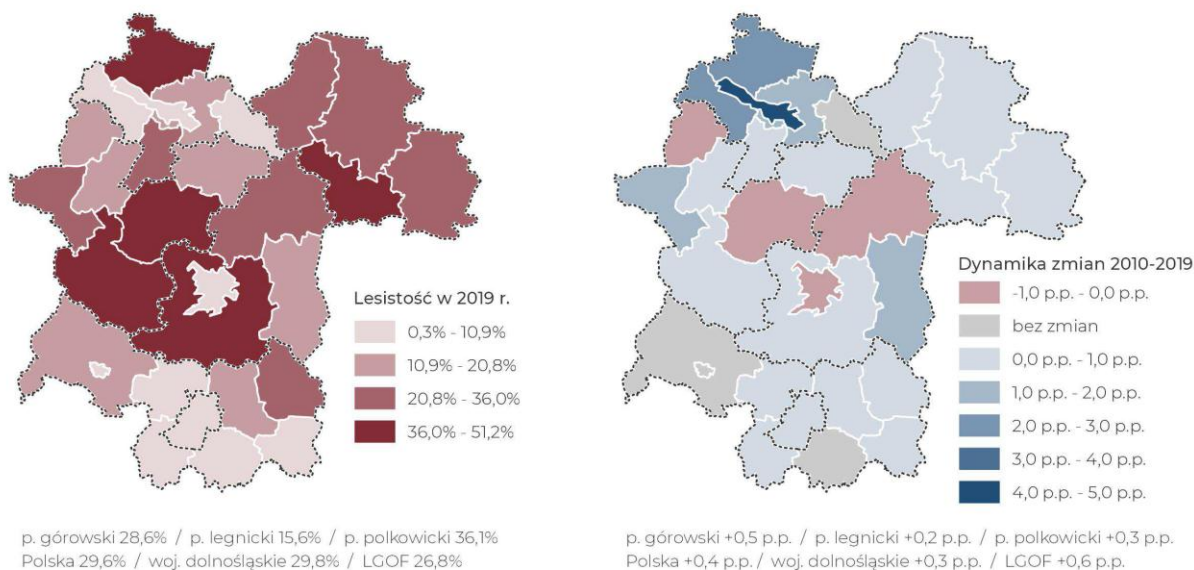 Lesistość w 2019 r.
0,3% - 10,9%
10,9% - 20,8%
20,8% - 36,0%
36,0% - 51,2%
p. górowski 28,6% / p. legnicki 15,6% / p. polkowicki 36,1%
Polska 29,6% / woj. dolnośląskie 29,8% / LGOF 26,8%
Dynamika zmian 2010-2019
-1,0 p.p. - 0,0 p.p.
bez zmian
0,0 p.p. - 1,0 p.p.
1,0 p.p. - 2,0 p.p.
2,0 p.p. - 3,0 p.p.
3,0 p.p. - 4,0 p.p.
4,0 p.p. - 5,0 p.p.
p. górowski +0,5 p.p. / p. legnicki +0,2 p.p. / p. polkowicki +0,3 p.p.
Polska +0,4 p.p. / woj. dolnośląskie +0,3 p.p. / LGOF +0,6 p.p.